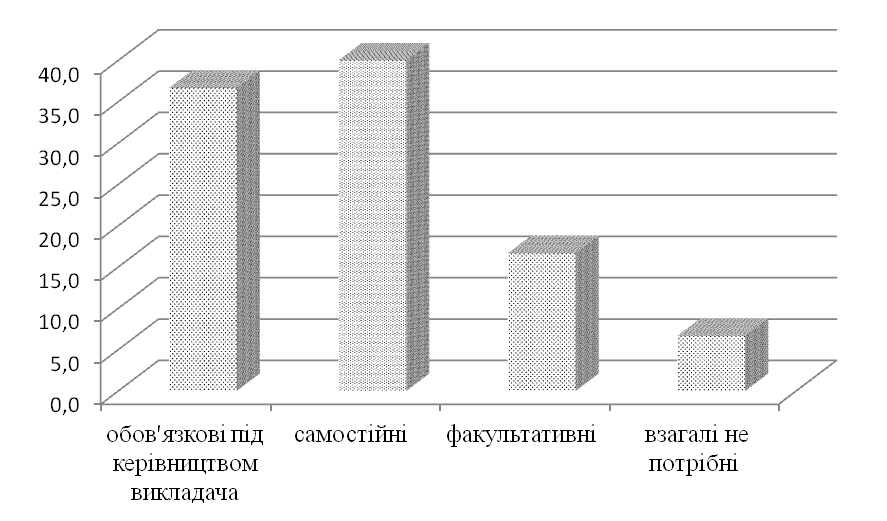 40,0
35,0
30,0
25,0
20,0
15,0
10,0
5,0
0,0
обов'язкові під
керівництвом
викладача
самостійні
факультативні
взагалі не
потрібні